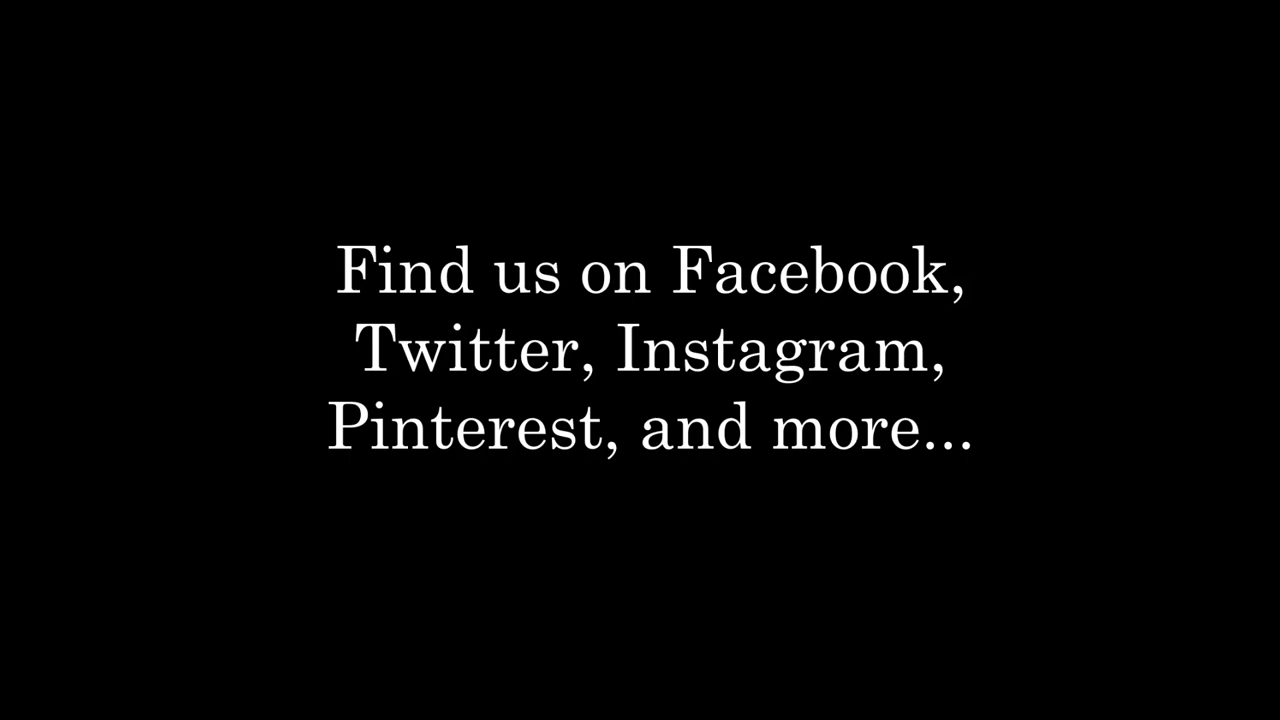 Find us on Facebook,
Twitter, Instagram,
Pinterest, and more...